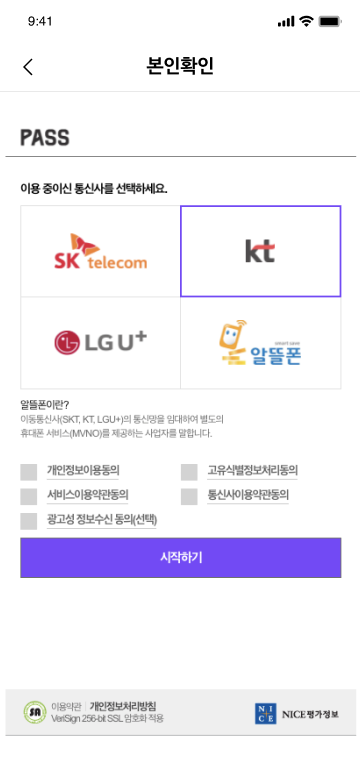 9:41
본인확인
PASS
이용 중이신 통신사를 선택하세요.
SK telecom
kt
LG U+
smart save
알뜰폰
알뜰폰이란?
이동통신사(SKT, KT, LGU+)의 통신망을 임대하여 별도의
휴대폰 서비스(MVNO)를 제공하는 사업자를 말합니다.
개인정보이용동의
고유식별정보처리동의
서비스이용약관동의
통신사이용약관동의
광고성 정보수신 동의(선택)
시작하기
SA
이용약관 | 개인정보처리방침
VeriSign 256-bit SSL 암호화 적용
NICE
NICE평가정보